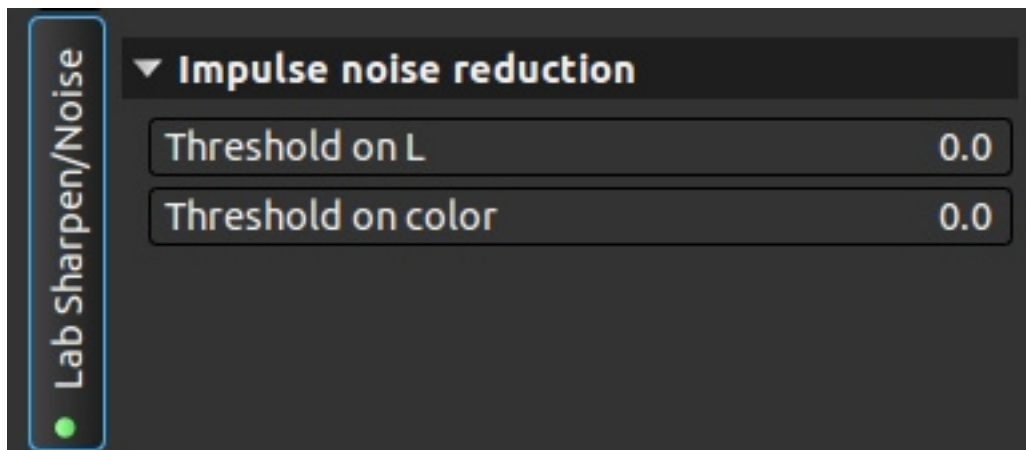 Lab Sharpen/Noise
Impulse noise reduction
Threshold on L 0.0
Threshold on color 0.0